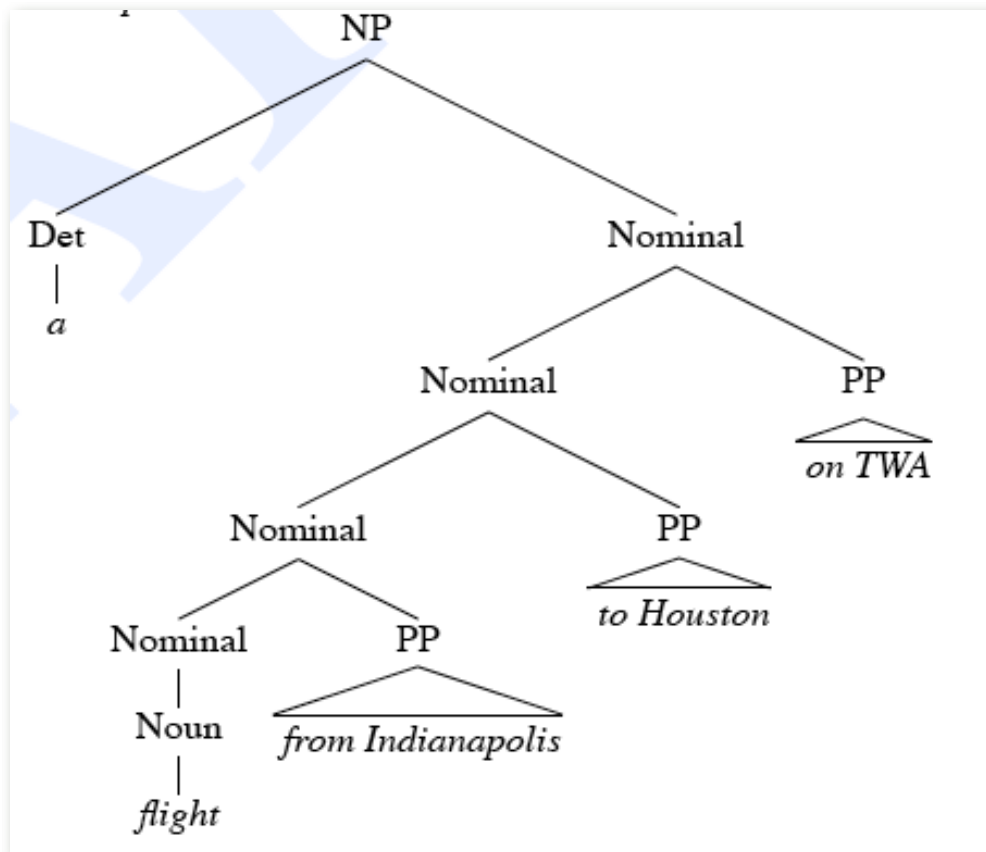 NP
Det Nominal
a
Nominal PP
on TWA
Nominal PP
to Houston
Nominal PP
Noun
from Indianapolis
flight